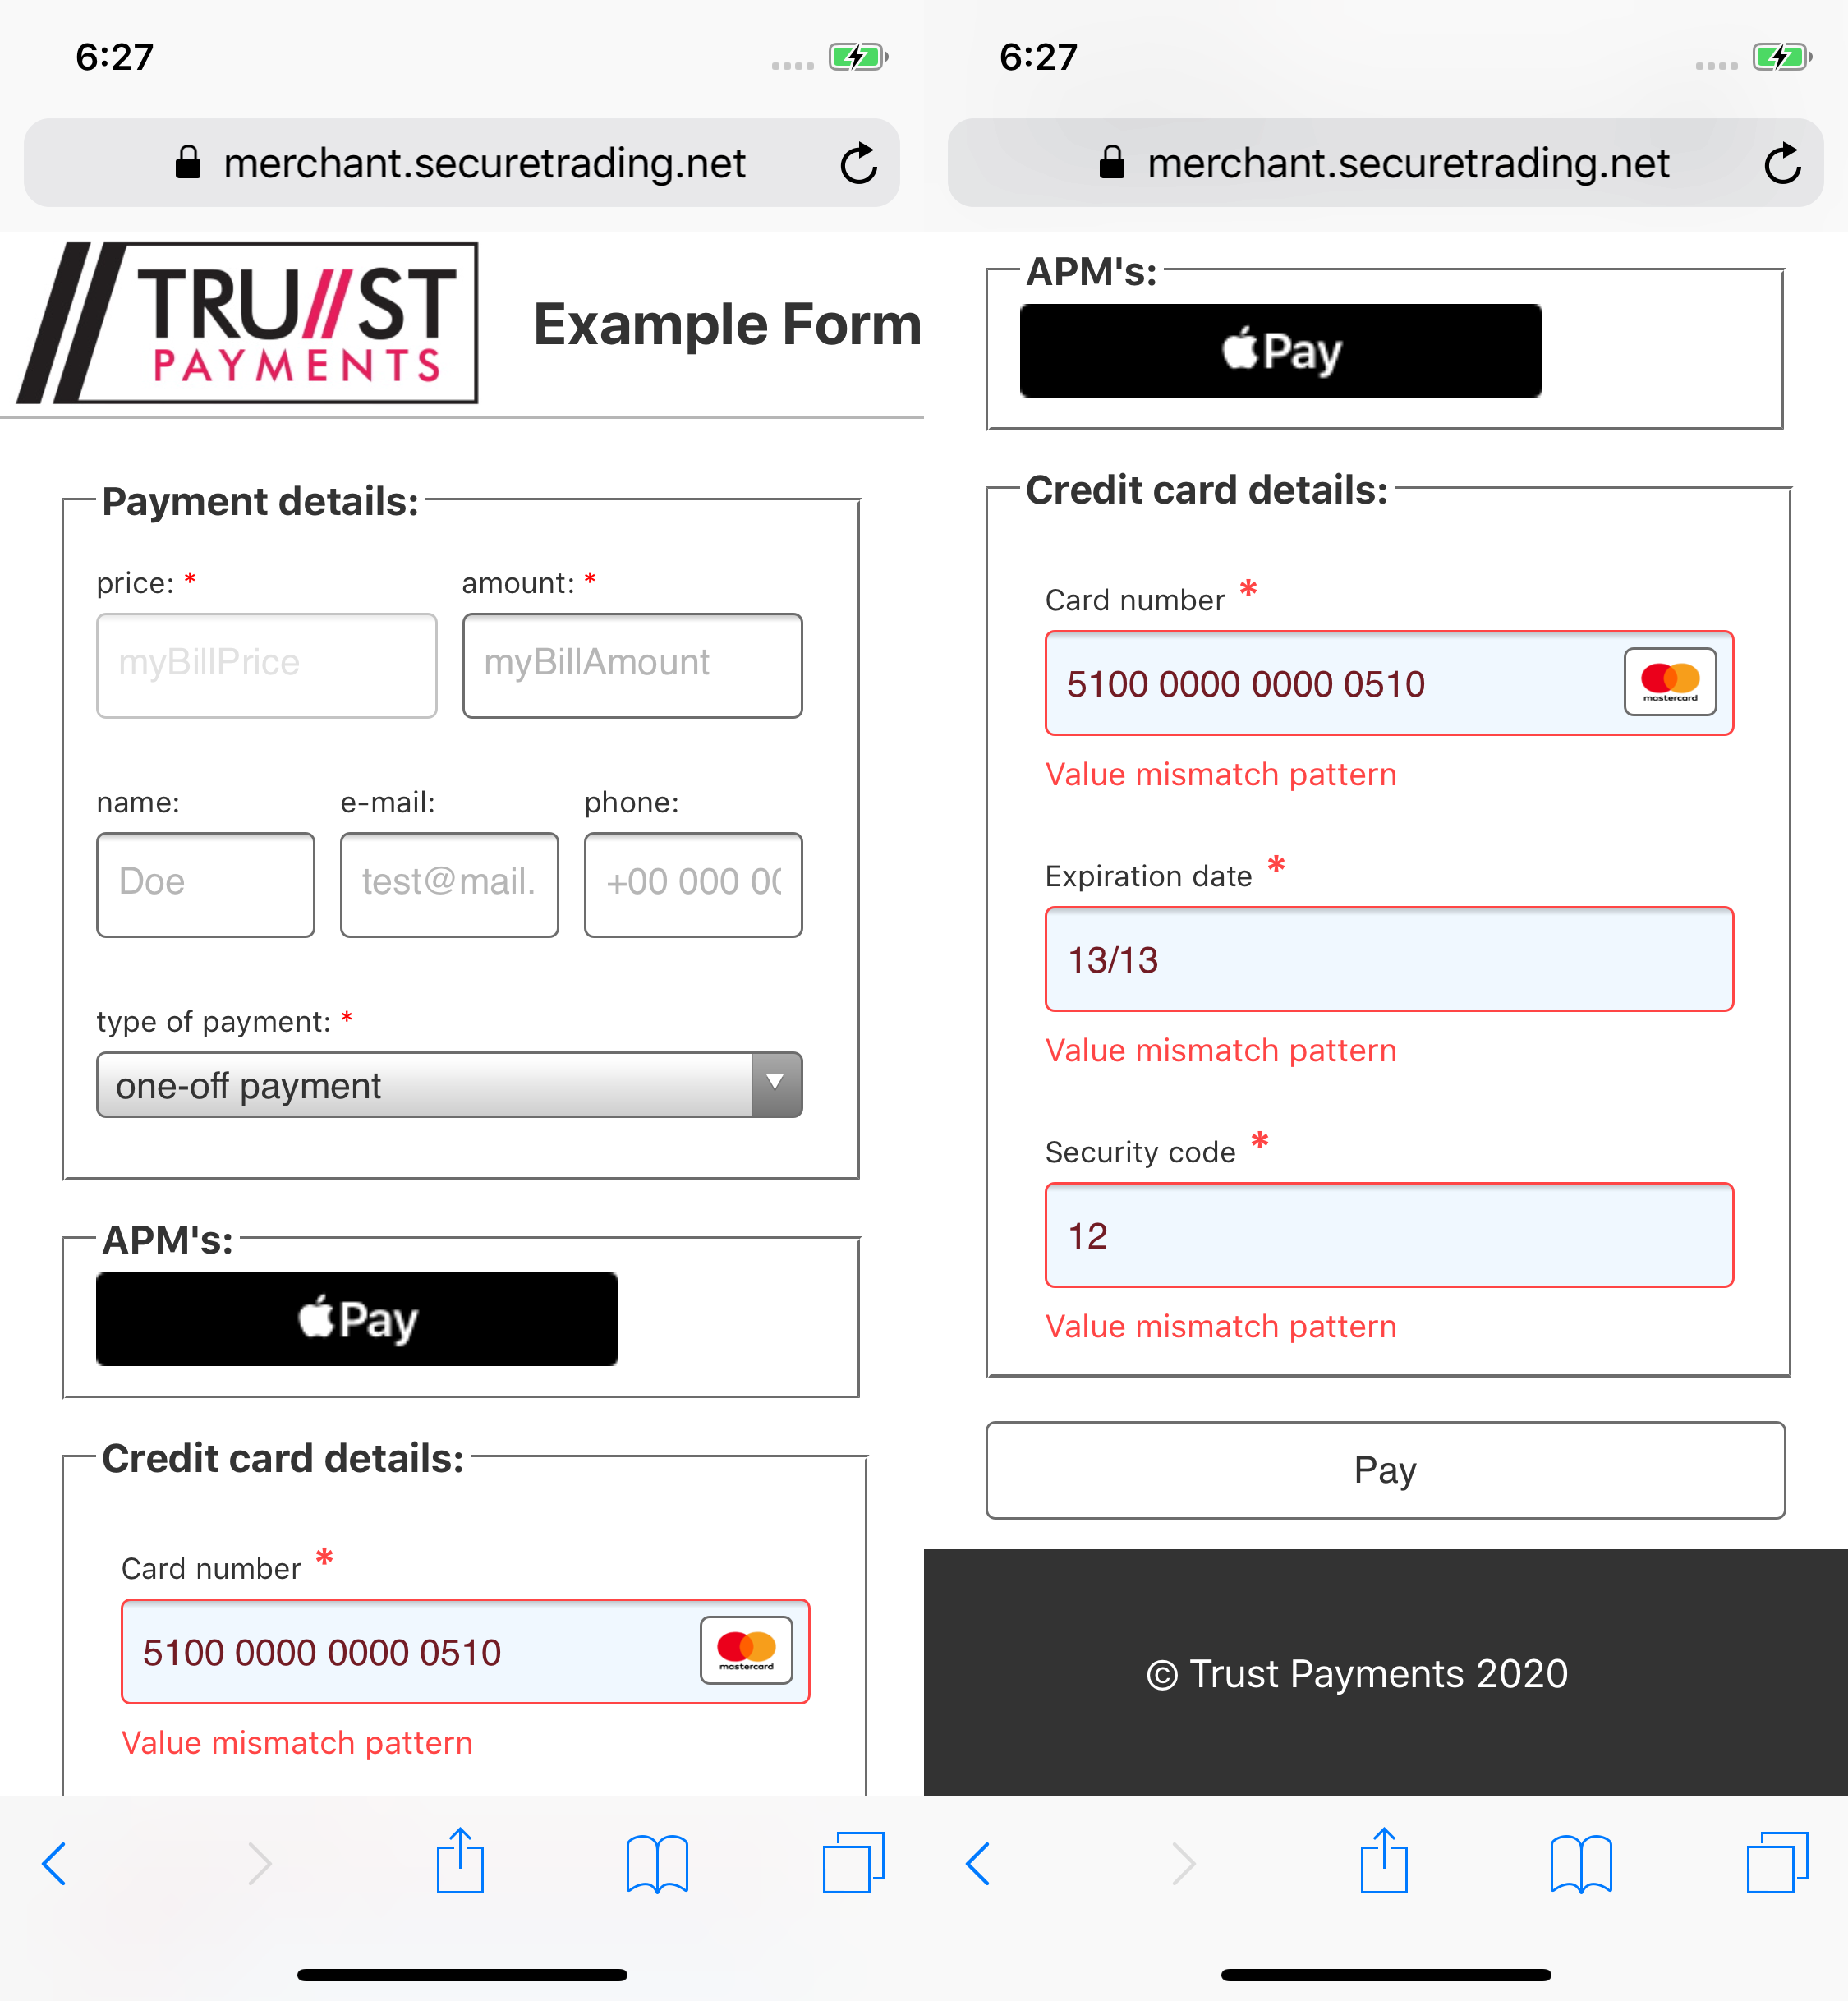 6:27
merchant.securetrading.net
TRU//ST
PAYMENTS
Example Form
Payment details:
price: * amount: *
myBillPrice myBillAmount
name: e-mail: phone:
Doe test@mail. +00 000 00
type of payment: *
one-off payment
APM's:
Pay
Credit card details:
Card number *
5100 0000 0000 0510
mastercard
Value mismatch pattern
6:27
merchant.securetrading.net
APM's:
Pay
Credit card details:
Card number *
5100 0000 0000 0510
mastercard
Value mismatch pattern
Expiration date *
13/13
Value mismatch pattern
Security code *
12
Value mismatch pattern
Pay
© Trust Payments 2020